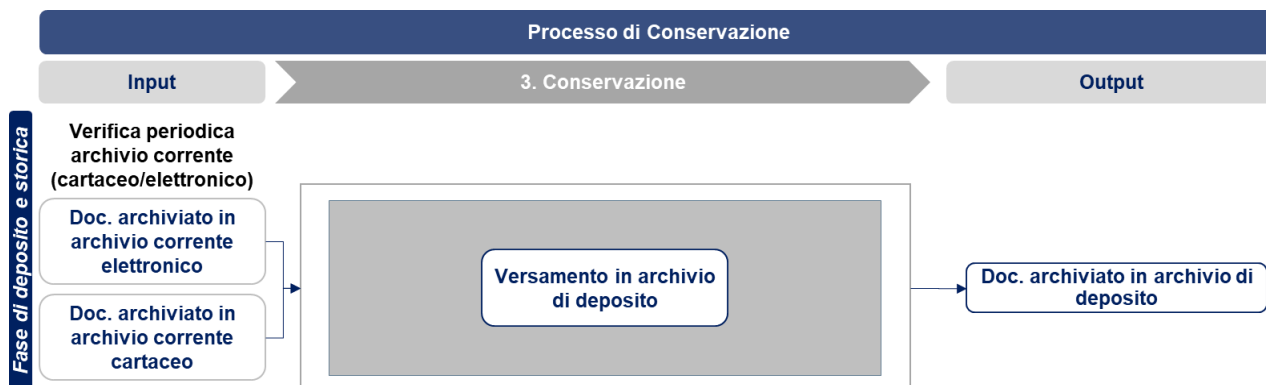 Processo di Conservazione
Input
3. Conservazione
Output
Fase di deposito e storica
Verifica periodica
archivio corrente
(cartaceo/elettronico)
Doc. archiviato in
archivio corrente
elettronico
Doc. archiviato in
archivio corrente
cartaceo
Versamento in archivio
di deposito
Doc. archiviato in archivio di
deposito